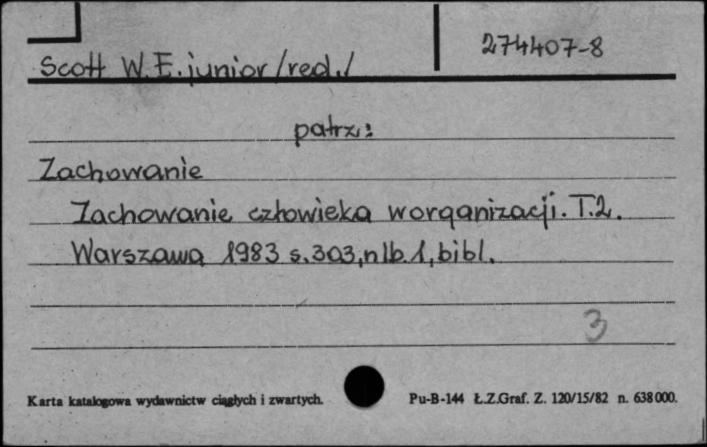 274407-8
Scott W.E. junior /red./
patrz:
Zachowanie
Zachowanie człowieka w organizacji. T.2.
Warszawa 1983 s.303, nlb.1, bibl.
3
Karta katalogowa wydawnictw ciągłych i zwartych. Pu-B-144 Ł.Z.Graf. Z. 120/15/82 n. 638 000.